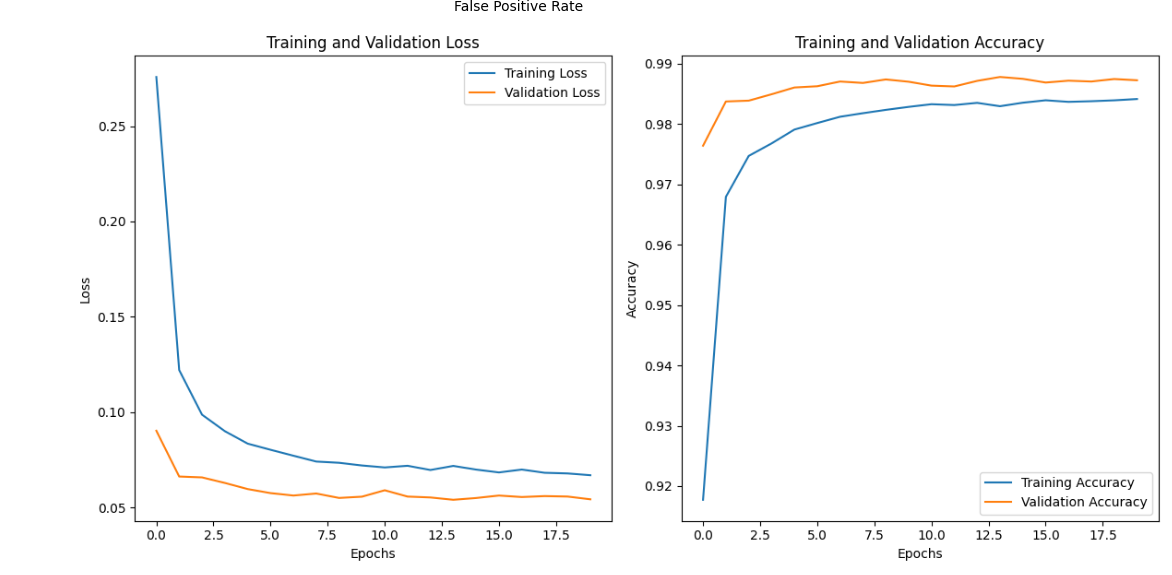 False Positive Rate
Training and Validation Loss
Training Loss
Validation Loss
0.25
0.20
0.15
0.10
0.05
Loss
0.0 2.5 5.0 7.5 10.0 12.5 15.0 17.5
Epochs
Training and Validation Accuracy
0.99
0.98
0.97
0.96
0.95
0.94
0.93
0.92
Accuracy
Training Accuracy
Validation Accuracy
0.0 2.5 5.0 7.5 10.0 12.5 15.0 17.5
Epochs